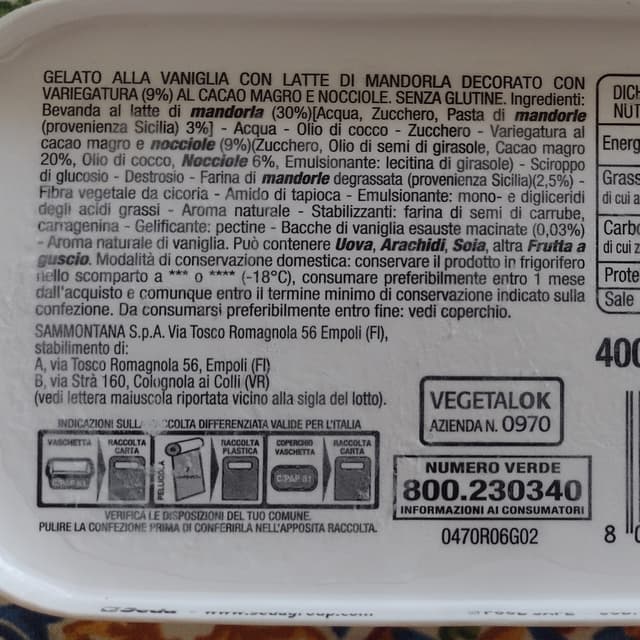 GELATO ALLA VANIGLIA CON LATTE DI MANDORLA DECORATO CON
VARIEGATURA (9%) AL CACAO MAGRO E NOCCIOLE. SENZA GLUTINE. Ingredienti:
Bevanda al latte di mandorla (30%)[Acqua, Zucchero, Pasta di mandorle
(provenienza Sicilia) 3%] - Acqua - Olio di cocco - Zucchero - Variegatura al
cacao magro e nocciole (9%)(Zucchero, Olio di semi di girasole, Cacao magro
20%, Olio di cocco, Nocciole 6%, Emulsionante: lecitina di girasole) - Sciroppo
di glucosio - Destrosio - Farina di mandorle degrassata (provenienza Sicilia)(2,5%) -
Fibra vegetale da cicoria - Amido di tapioca - Emulsionante: mono- e digliceridi
degli acidi grassi - Aroma naturale - Stabilizzanti: farina di semi di carrube,
carragenina - Gelificante: pectine - Bacche di vaniglia esauste macinate (0,03%)
- Aroma naturale di vaniglia. Può contenere Uova, Arachidi, Soia, altra Frutta a
guscio. Modalità di conservazione domestica: conservare il prodotto in frigorifero
nello scomparto a *** o **** (-18°C), consumare preferibilmente entro 1 mese
dall'acquisto e comunque entro il termine minimo di conservazione indicato sulla
confezione. Da consumarsi preferibilmente entro fine: vedi coperchio.
SAMMONTANA S.p.A. Via Tosco Romagnola 56 Empoli (FI),
stabilimento di:
A, via Tosco Romagnola 56, Empoli (FI)
B, via Strà 160, Colognola ai Colli (VR)
(vedi lettera maiuscola riportata vicino alla sigla del lotto).
INDICAZIONI SULLA RACCOLTA DIFFERENZIATA VALIDE PER L'ITALIA
VASCHETTA RACCOLTA CARTA
PELLICOLA RACCOLTA PLASTICA
COPERCHIO VASCHETTA C/PAP 81 RACCOLTA CARTA
VERIFICA LE DISPOSIZIONI DEL TUO COMUNE.
PULIRE LA CONFEZIONE PRIMA DI CONFERIRLA NELL'APPOSITA RACCOLTA.
VEGETALOK
AZIENDA N. 0970
NUMERO VERDE
800.230340
INFORMAZIONI AI CONSUMATORI
0470R06G02
DICH
NUT
Energ
Grass
di cui a
Carbo
di cui z
Prote
Sale
400
8 0